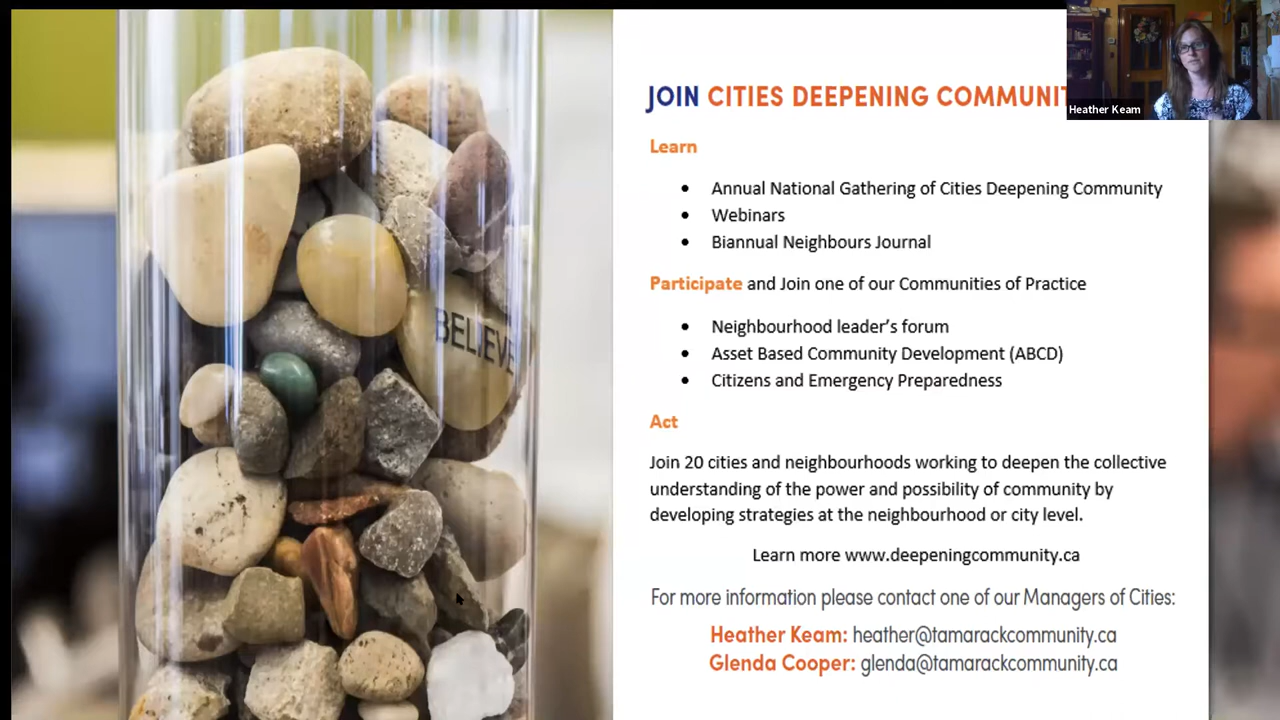 JOIN CITIES DEEPENING COMMUNIT
Heather Keam
Learn
• Annual National Gathering of Cities Deepening Community
• Webinars
• Biannual Neighbours Journal
Participate and Join one of our Communities of Practice
BELIEVE
• Neighbourhood leader's forum
• Asset Based Community Development (ABCD)
• Citizens and Emergency Preparedness
Act
Join 20 cities and neighbourhoods working to deepen the collective
understanding of the power and possibility of community by
developing strategies at the neighbourhood or city level.
Learn more www.deepeningcommunity.ca
For more information please contact one of our Managers of Cities:
Heather Keam: heather@tamarackcommunity.ca
Glenda Cooper: glenda@tamarackcommunity.ca